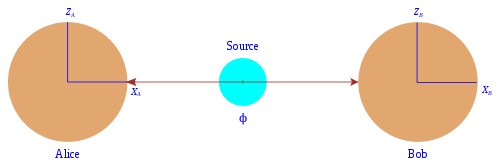 z_A
z_B
Source
x_A
x_B
ϕ
Alice
Bob